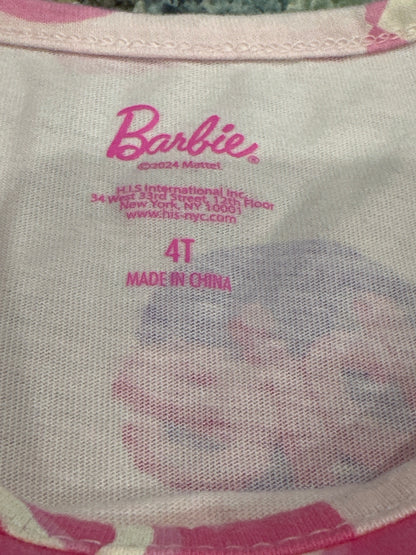 Barbie®
©2024 Mattel
H.I.S International Inc.
34 West 33rd Street, 12th Floor
New York, NY 10001
www.his-nyc.com
4T
MADE IN CHINA